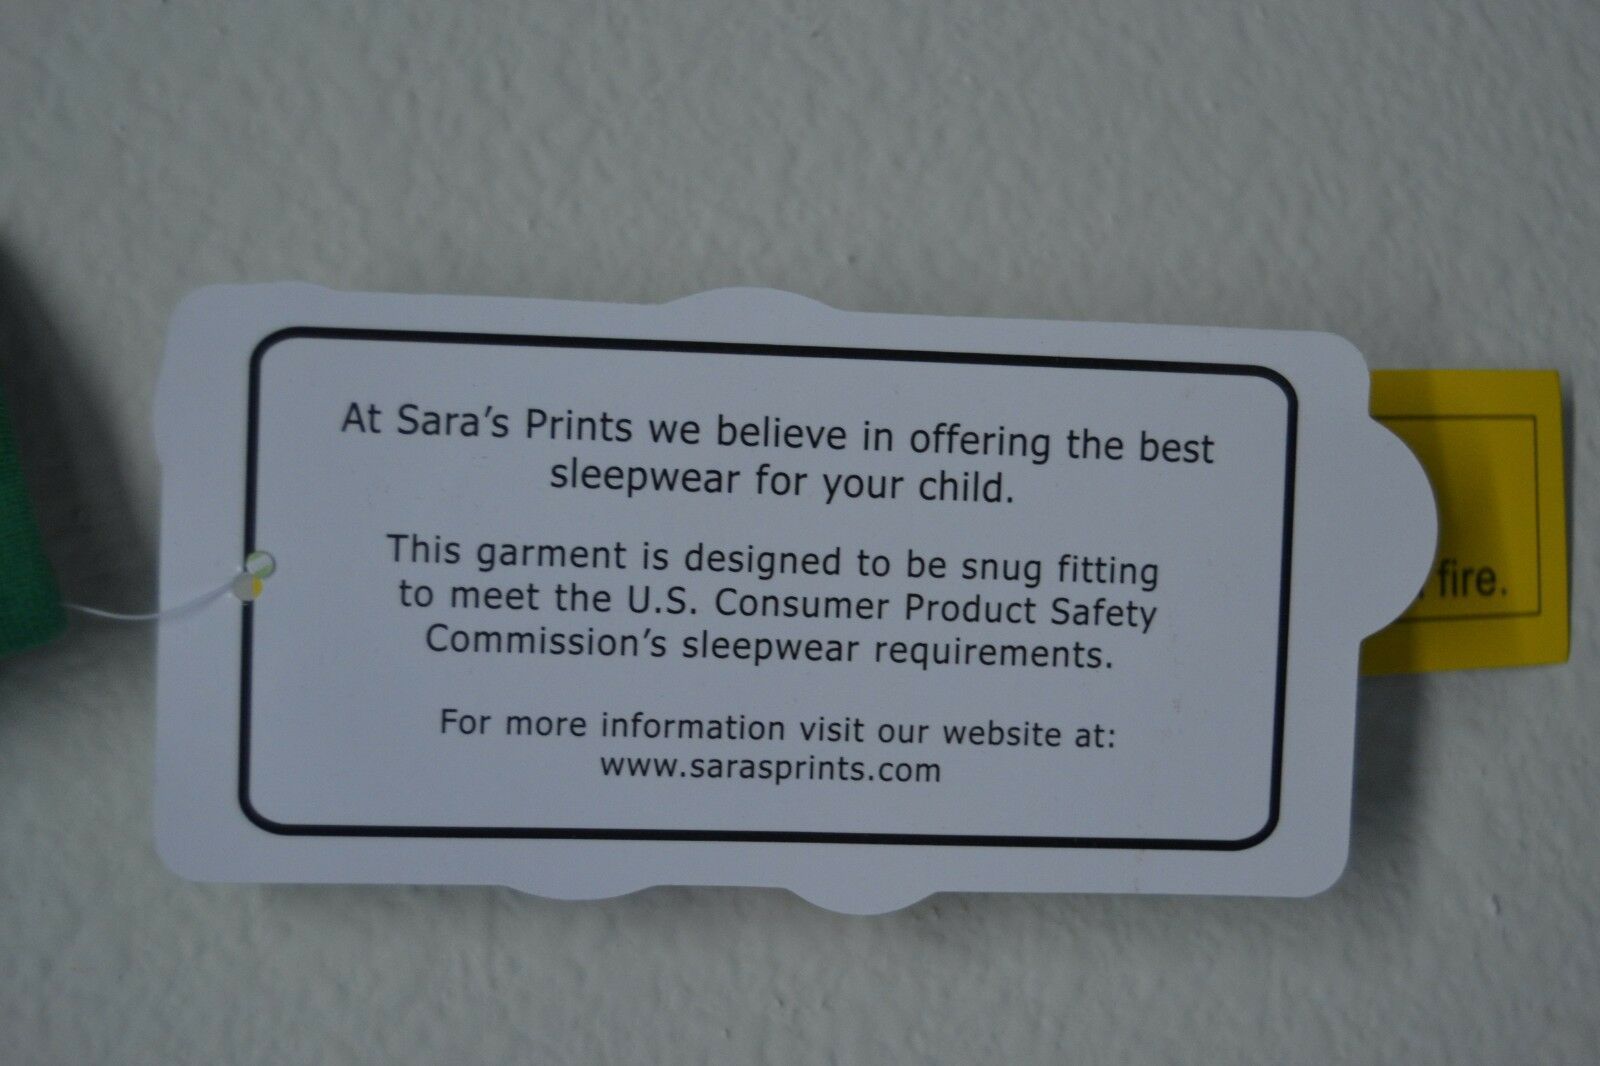 At Sara's Prints we believe in offering the best
sleepwear for your child.
This garment is designed to be snug fitting
to meet the U.S. Consumer Product Safety
Commission's sleepwear requirements.
For more information visit our website at:
www.sarasprints.com
fire.